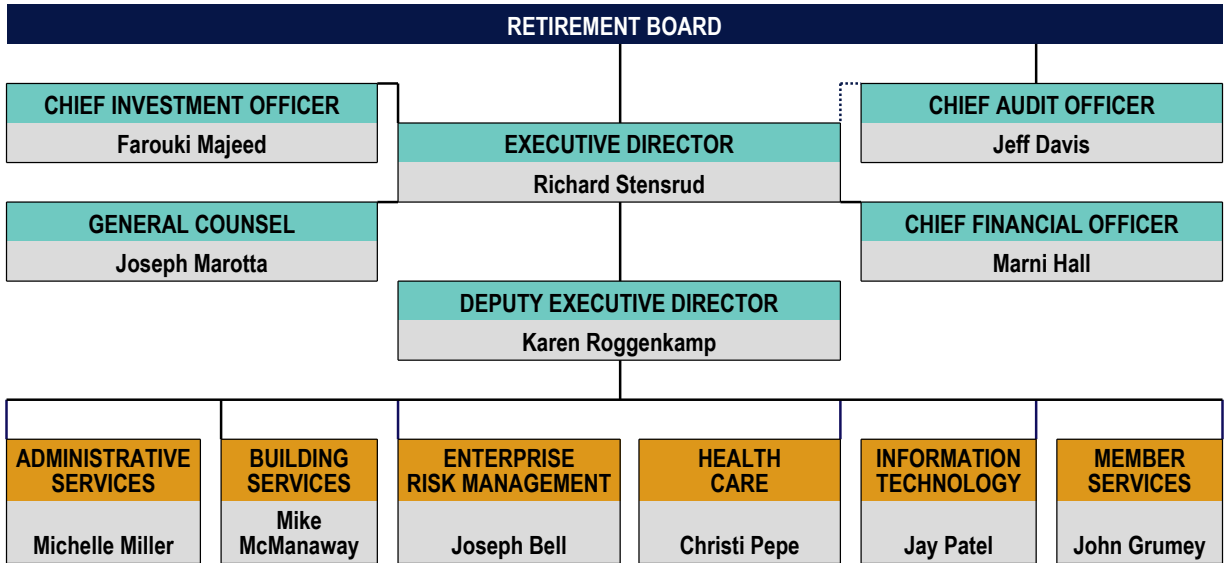 RETIREMENT BOARD
CHIEF INVESTMENT OFFICER
Farouki Majeed
CHIEF AUDIT OFFICER
Jeff Davis
EXECUTIVE DIRECTOR
Richard Stensrud
GENERAL COUNSEL
Joseph Marotta
CHIEF FINANCIAL OFFICER
Marni Hall
DEPUTY EXECUTIVE DIRECTOR
Karen Roggenkamp
ADMINISTRATIVE
SERVICES
Michelle Miller
BUILDING
SERVICES
Mike
McManaway
ENTERPRISE
RISK MANAGEMENT
Joseph Bell
HEALTH
CARE
Christi Pepe
INFORMATION
TECHNOLOGY
Jay Patel
MEMBER
SERVICES
John Grumey